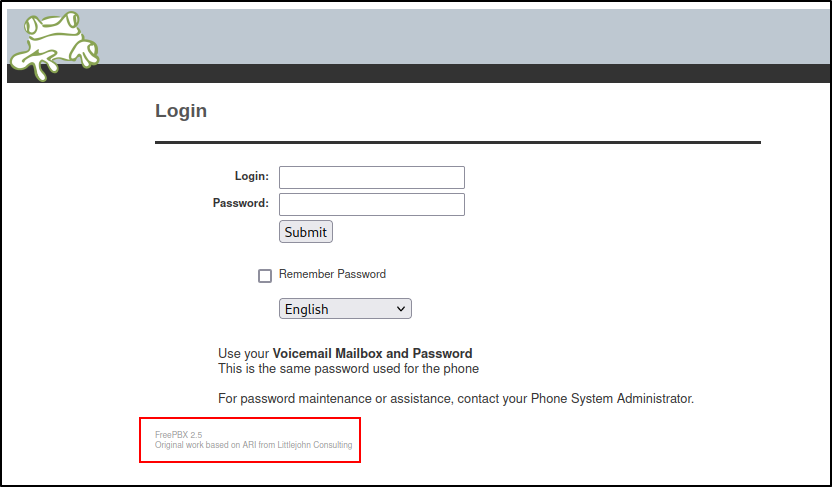 Login
Login:
Password:
Submit
Remember Password
English
Use your Voicemail Mailbox and Password
This is the same password used for the phone
For password maintenance or assistance, contact your Phone System Administrator.
FreePBX 2.5
Original work based on ARI from Littlejohn Consulting